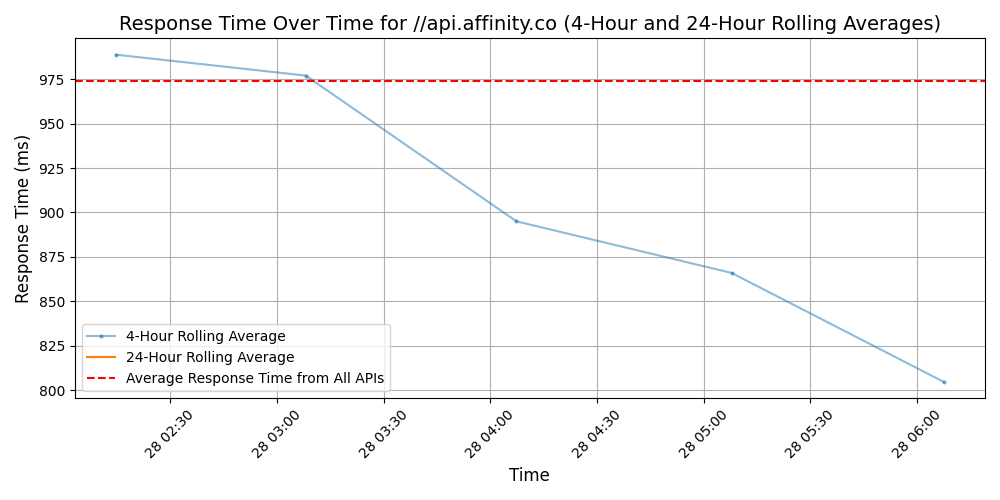 Response Time Over Time for //api.affinity.co (4-Hour and 24-Hour Rolling Averages)
Response Time (ms)
975
950
925
900
875
850
825
800
4-Hour Rolling Average
24-Hour Rolling Average
Average Response Time from All APIs
28 02:30
28 03:00
28 03:30
28 04:00
28 04:30
28 05:00
28 05:30
28 06:00
Time